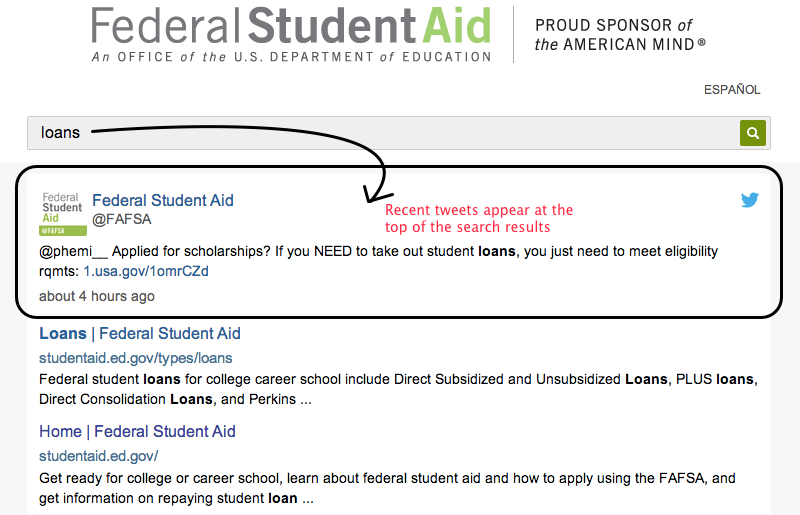 Federal Student Aid
An OFFICE of the U.S. DEPARTMENT of EDUCATION
PROUD SPONSOR of
the AMERICAN MIND®
ESPAÑOL
loans
Federal
Student
Aid
@FAFSA
Federal Student Aid
@FAFSA
Recent tweets appear at the
top of the search results
@phemi__ Applied for scholarships? If you NEED to take out student loans, you just need to meet eligibility
rqmts: 1.usa.gov/1omrCZd
about 4 hours ago
Loans | Federal Student Aid
studentaid.ed.gov/types/loans
Federal student loans for college career school include Direct Subsidized and Unsubsidized Loans, PLUS loans,
Direct Consolidation Loans, and Perkins ...
Home | Federal Student Aid
studentaid.ed.gov/
Get ready for college or career school, learn about federal student aid and how to apply using the FAFSA, and
get information on repaying student loan ...